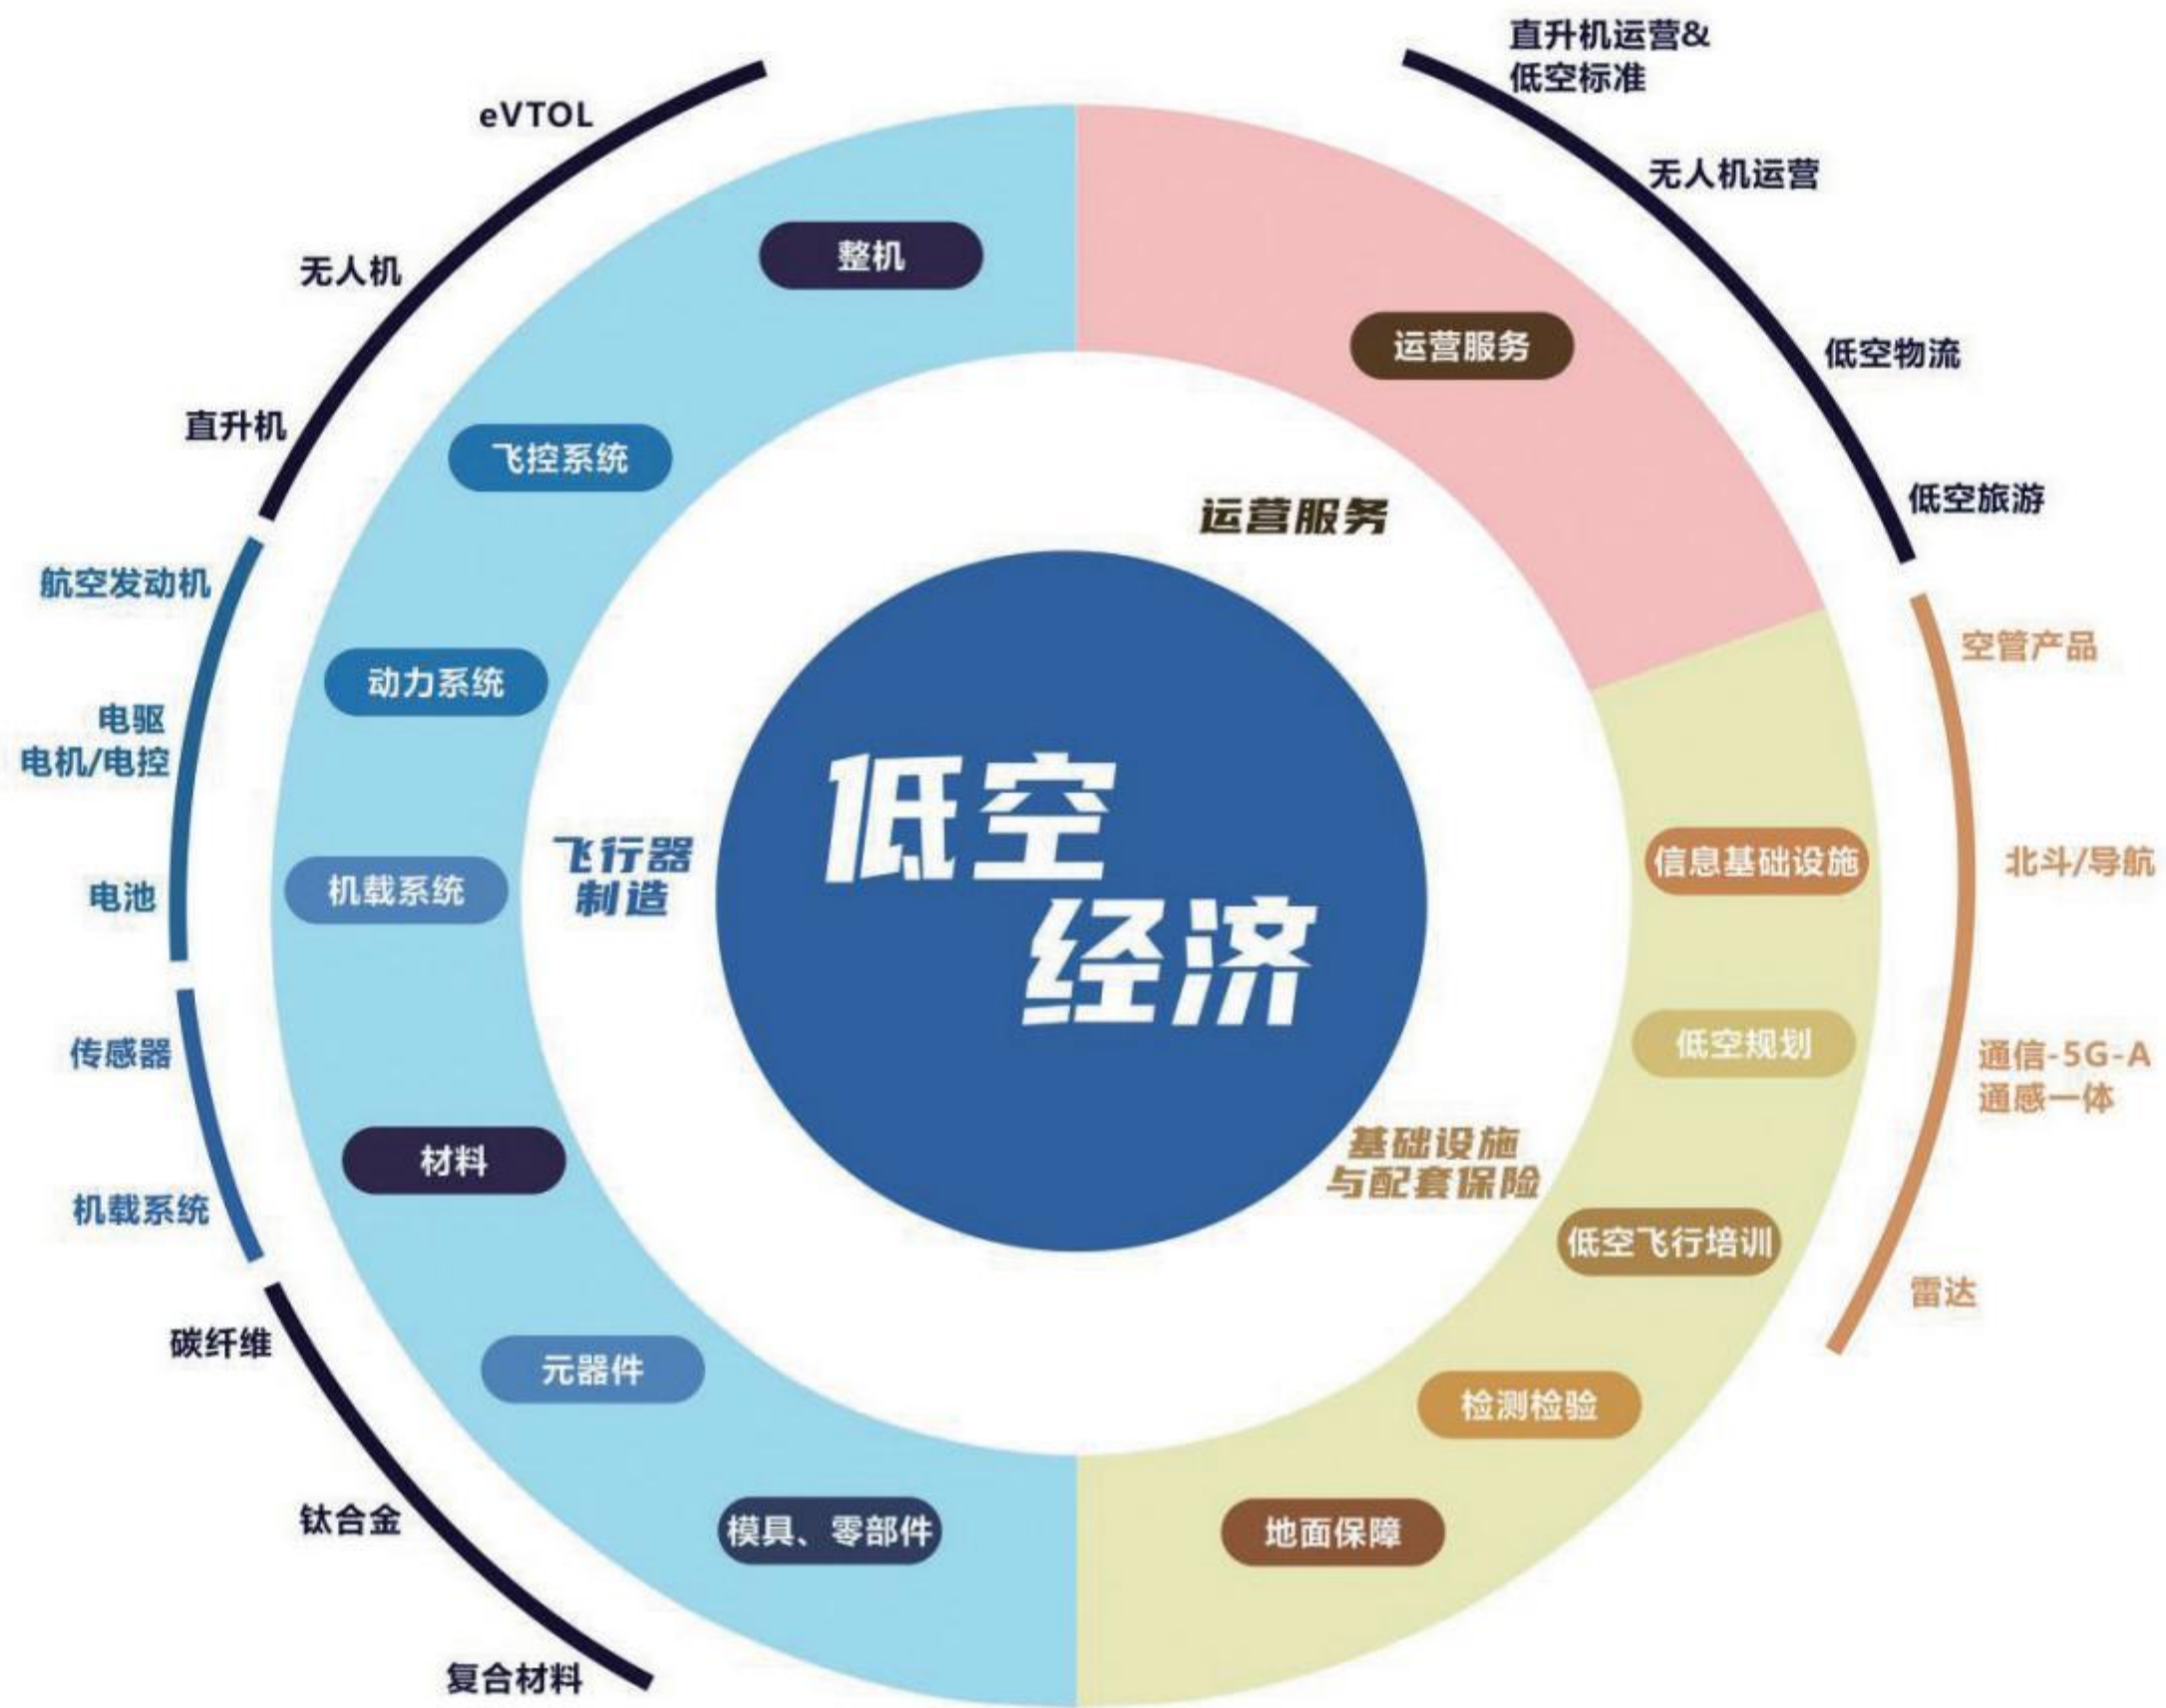 直升机运营&
低空标准
eVTOL
无人机运营
整机
无人机
运营服务
低空物流
直升机
飞控系统
低空旅游
运营服务
航空发动机
空管产品
动力系统
电驱
电机/电控
低空
经济
飞行器
制造
信息基础设施
北斗/导航
机载系统
电池
低空规划
传感器
通信-5G-A
通感一体
基础设施
与配套保险
材料
机载系统
低空飞行培训
雷达
碳纤维
元器件
检测检验
钛合金
模具、零部件
地面保障
复合材料